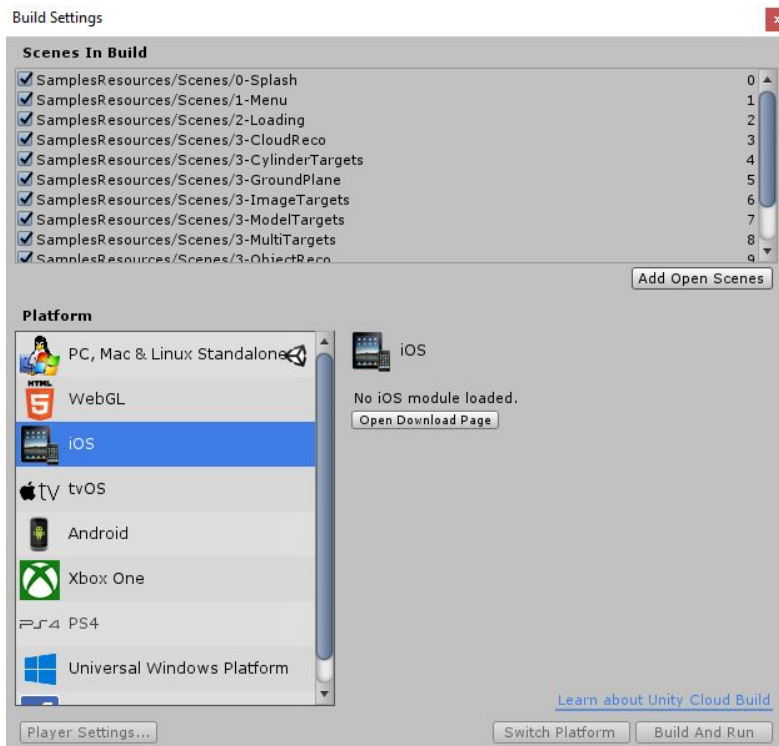 Build Settings
x
Scenes In Build
SamplesResources/Scenes/0-Splash 0
SamplesResources/Scenes/1-Menu 1
SamplesResources/Scenes/2-Loading 2
SamplesResources/Scenes/3-CloudReco 3
SamplesResources/Scenes/3-CylinderTargets 4
SamplesResources/Scenes/3-GroundPlane 5
SamplesResources/Scenes/3-ImageTargets 6
SamplesResources/Scenes/3-ModelTargets 7
SamplesResources/Scenes/3-MultiTargets 8
SamplesResources/Scenes/3-ObjectReco 9
Add Open Scenes
Platform
PC, Mac & Linux Standalone
HTML
5
WebGL
iOS
tv tvOS
Android
Xbox One
PS4 PS4
Universal Windows Platform
iOS
No iOS module loaded.
Open Download Page
Learn about Unity Cloud Build
Player Settings...
Switch Platform
Build And Run